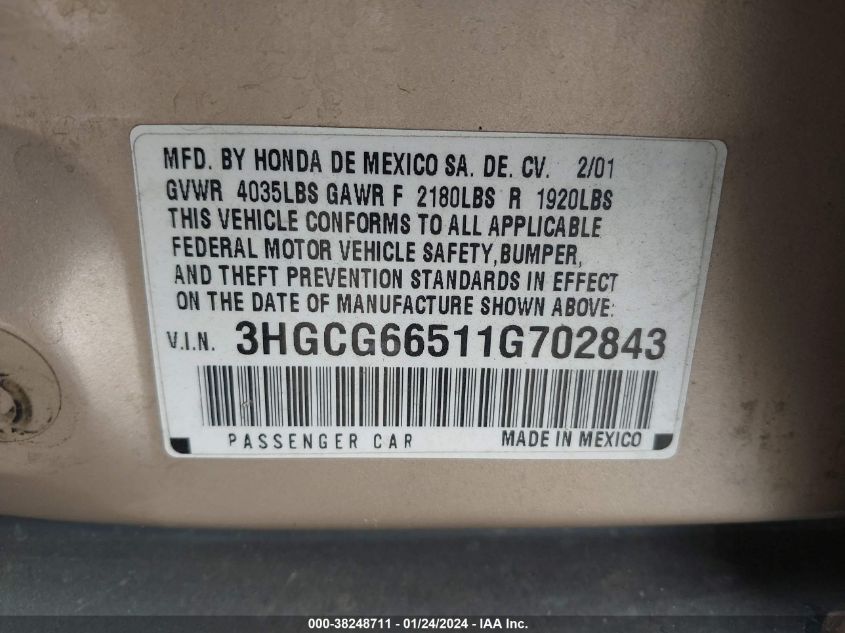 MFD. BY HONDA DE MEXICO SA. DE. CV. 2/01
GVWR 4035LBS GAWR F 2180LBS R 1920LBS
THIS VEHICLE CONFORMS TO ALL APPLICABLE
FEDERAL MOTOR VEHICLE SAFETY,BUMPER,
AND THEFT PREVENTION STANDARDS IN EFFECT
ON THE DATE OF MANUFACTURE SHOWN ABOVE:
V.I.N. 3HGCG66511G702843
PASSENGER CAR MADE IN MEXICO
000-38248711 - 01/24/2024 - IAA Inc.